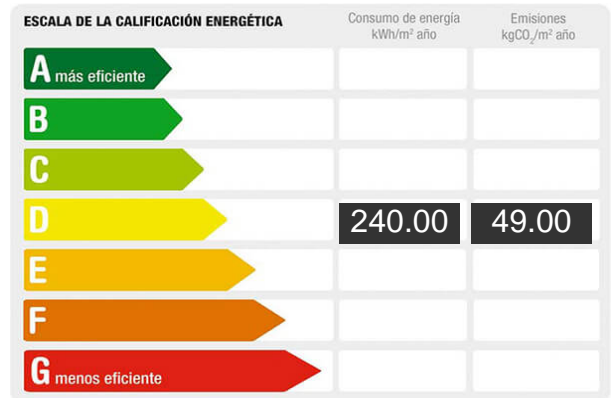 ESCALA DE LA CALIFICACIÓN ENERGÉTICA
Consumo de energía
kWh/m² año
Emisiones
kgCO₂/m² año
A más eficiente
B
C
D 240.00 49.00
E
F
G menos eficiente